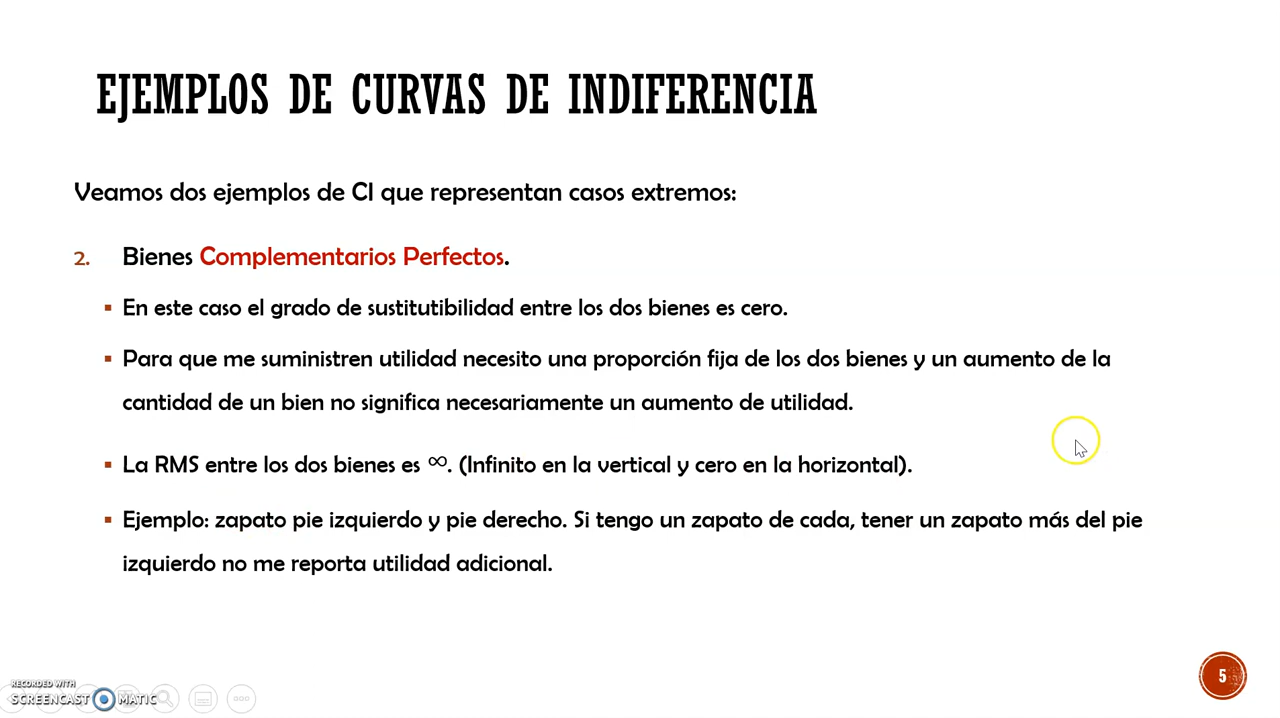 EJEMPLOS DE CURVAS DE INDIFERENCIA
Veamos dos ejemplos de CI que representan casos extremos:
2. Bienes Complementarios Perfectos.
▪ En este caso el grado de sustitutibilidad entre los dos bienes es cero.
▪ Para que me suministren utilidad necesito una proporción fija de los dos bienes y un aumento de la
cantidad de un bien no significa necesariamente un aumento de utilidad.
▪ La RMS entre los dos bienes es ∞. (Infinito en la vertical y cero en la horizontal).
▪ Ejemplo: zapato pie izquierdo y pie derecho. Si tengo un zapato de cada, tener un zapato más del pie
izquierdo no me reporta utilidad adicional.
5
RECORDED WITH
SCREENCAST MATIC